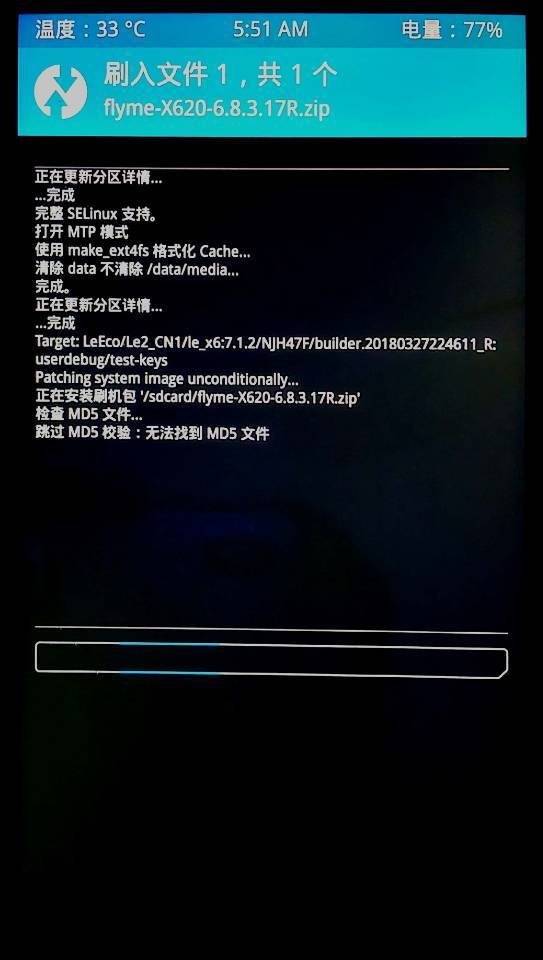 温度：33 °C 5:51 AM 电量：77%
刷入文件 1，共 1 个
flyme-X620-6.8.3.17R.zip
正在更新分区详情...
...完成
完整 SELinux 支持。
打开 MTP 模式
使用 make_ext4fs 格式化 Cache...
清除 data 不清除 /data/media...
完成。
正在更新分区详情...
...完成
Target: LeEco/Le2_CN1/le_x6:7.1.2/NJH47F/builder.20180327224611_R:
userdebug/test-keys
Patching system image unconditionally...
正在安装刷机包 '/sdcard/flyme-X620-6.8.3.17R.zip'
检查 MD5 文件...
跳过 MD5 校验：无法找到 MD5 文件